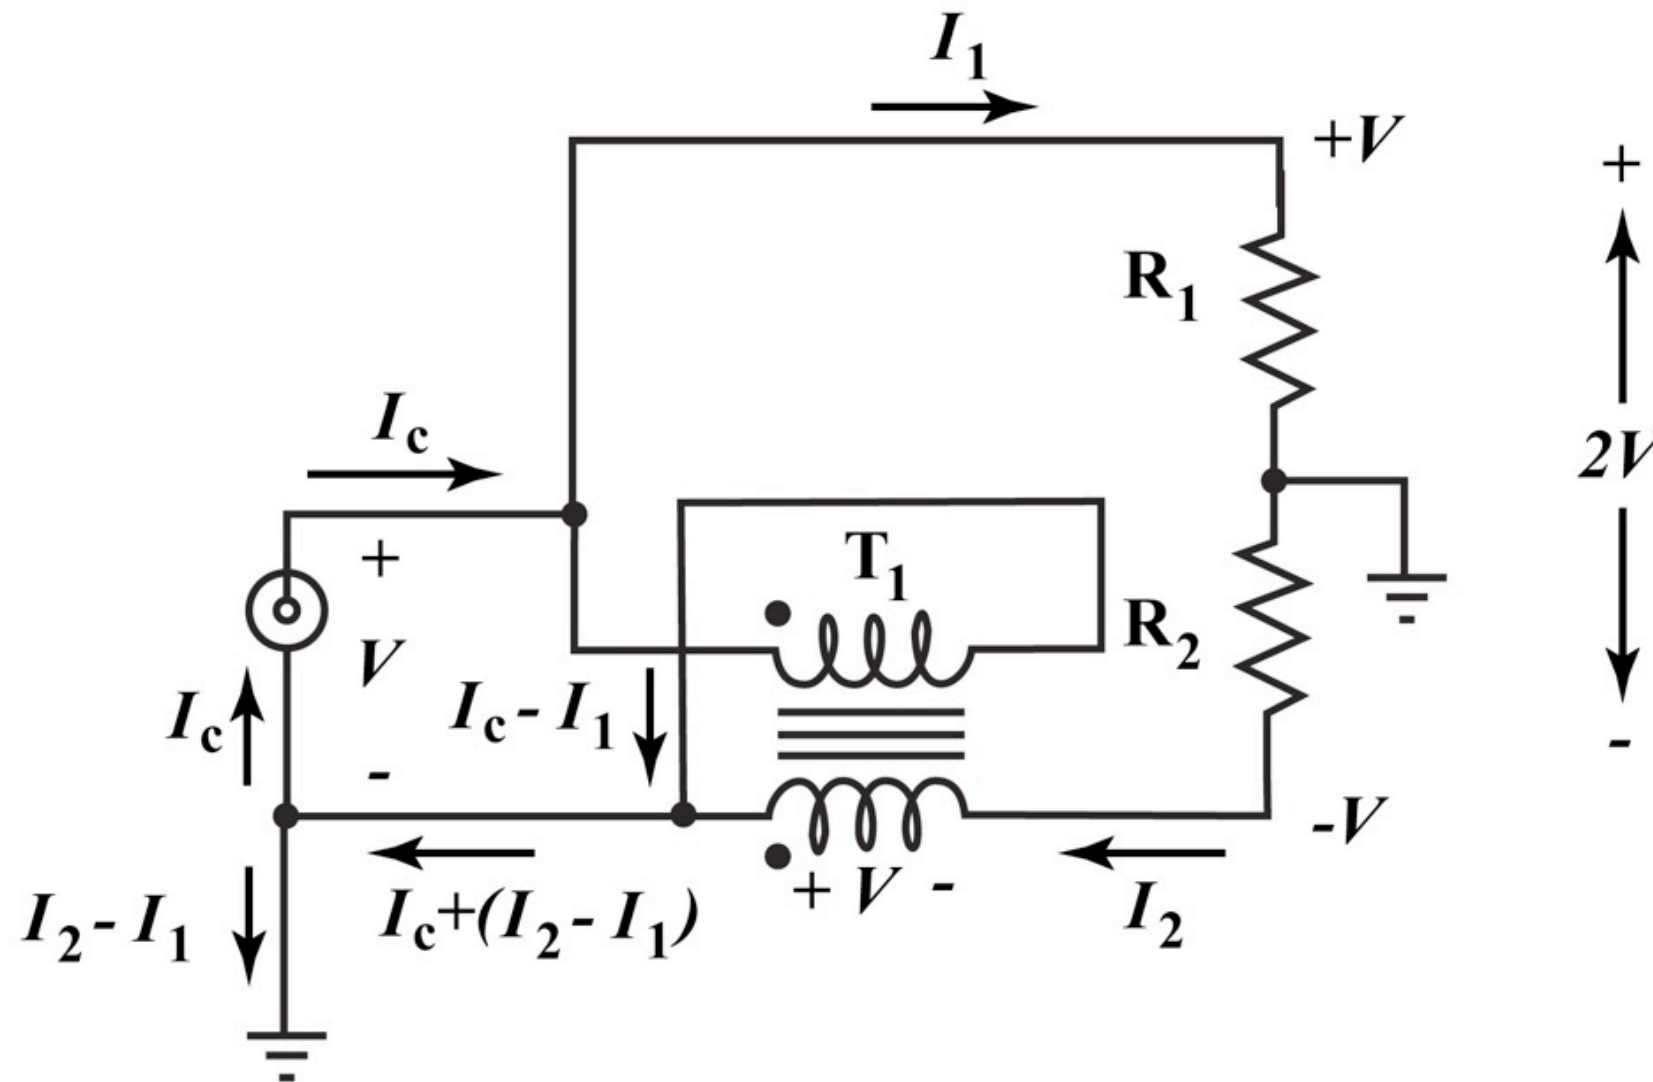 I1
+V
+
R1
Ic
2V
+
T1
V
R2
Ic - I1
Ic
-
-
-V
+ V -
I2 - I1
Ic+(I2 - I1)
I2